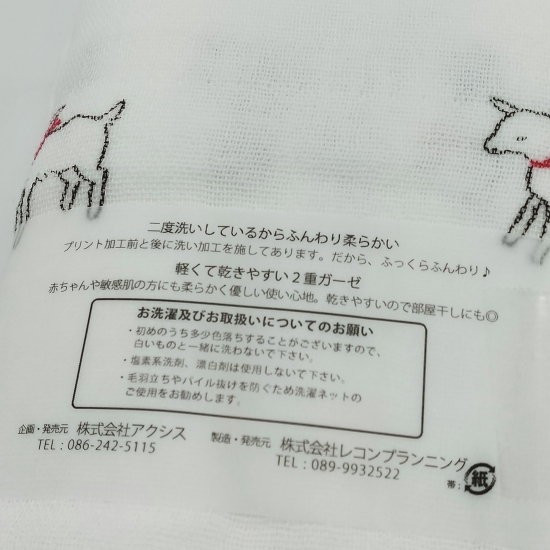 二度洗いしているからふんわり柔らかい
プリント加工前と後に洗い加工を施してあります。だから、ふっくらふんわり♪
軽くて乾きやすい２重ガーゼ
赤ちゃんや敏感肌の方にも柔らかく優しい使い心地。乾きやすいので部屋干しにも◎
お洗濯及びお取扱いについてのお願い
・初めのうち多少色落ちすることがございますので、
白いものと一緒に洗わないで下さい。
・塩素系洗剤、漂白剤は使用しないで下さい。
・毛羽立ちやパイル抜けを防ぐため洗濯ネットの
ご使用をお勧めします。
企画・発売元 株式会社アクシス
TEL：086-242-5115
製造・発売元 株式会社レコンプランニング
TEL：089-9932522
帯： 紙